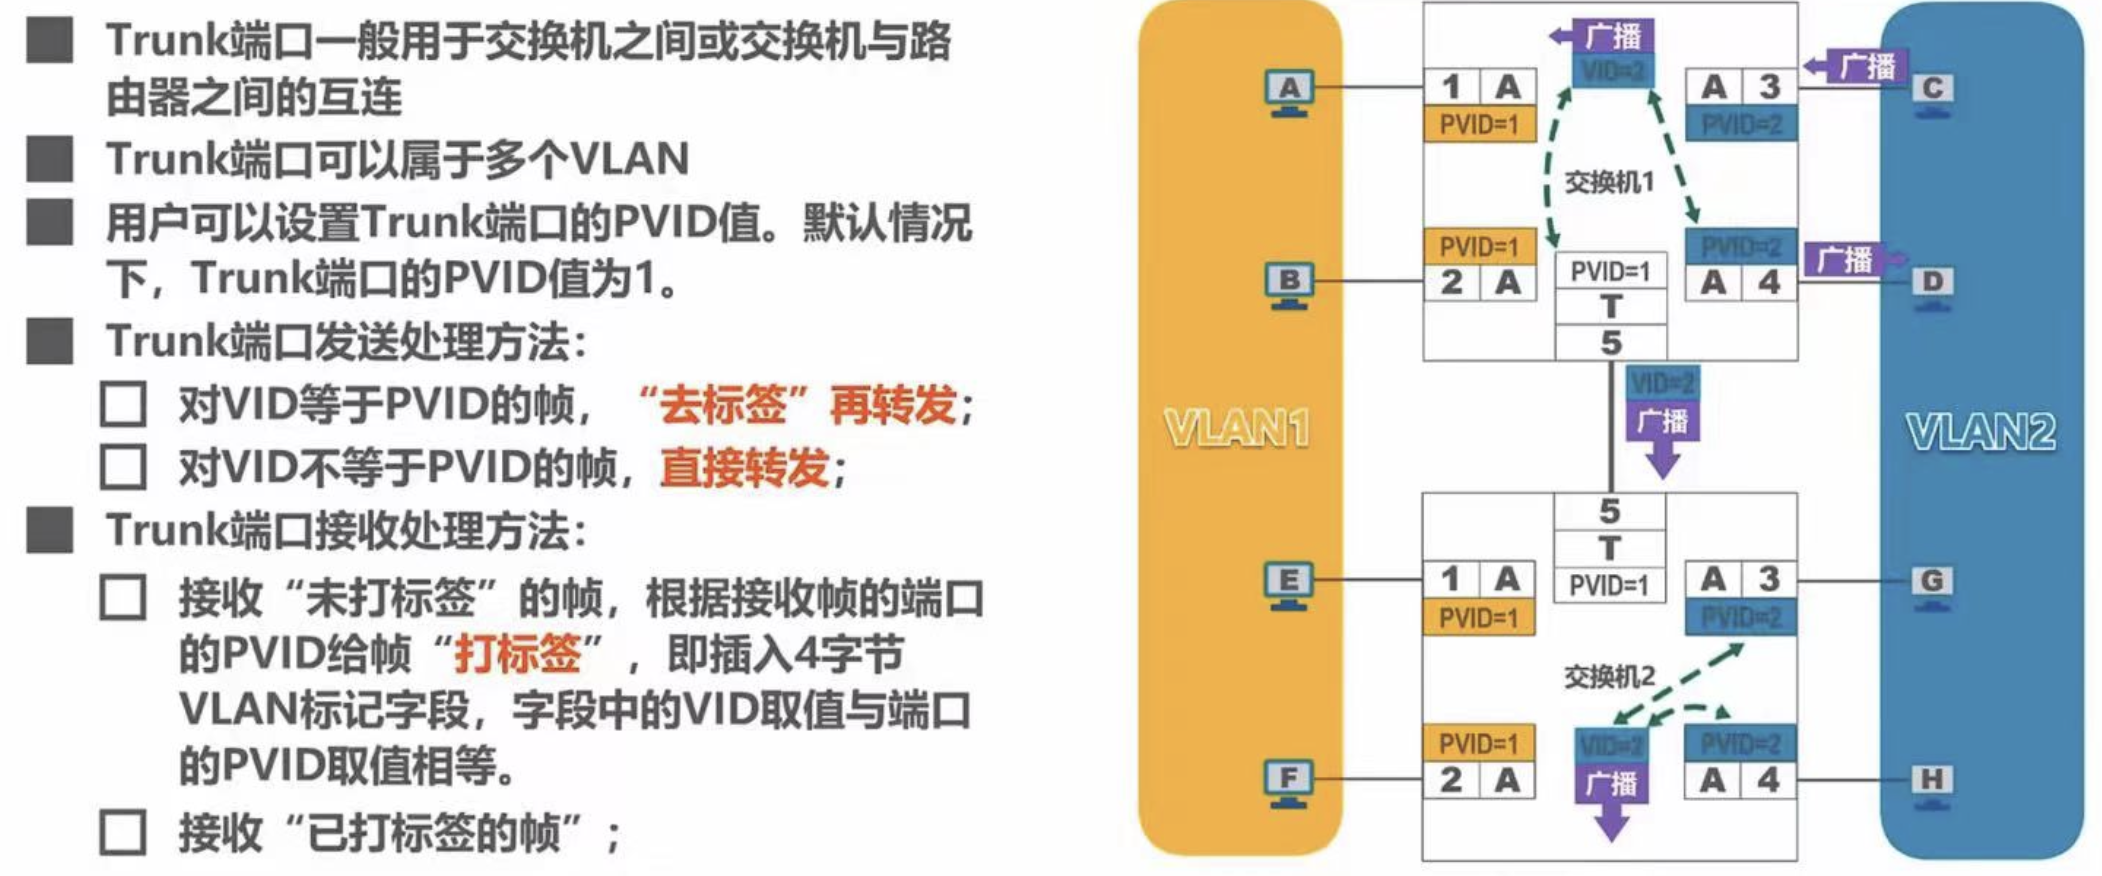 Trunk端口一般用于交换机之间或交换机与路
由器之间的互连
Trunk端口可以属于多个VLAN
用户可以设置Trunk端口的PVID值。默认情况
下，Trunk端口的PVID值为1。
Trunk端口发送处理方法：
对VID等于PVID的帧，“去标签”再转发；
对VID不等于PVID的帧，直接转发；
Trunk端口接收处理方法：
接收“未打标签”的帧，根据接收帧的端口
的PVID给帧“打标签”，即插入4字节
VLAN标记字段，字段中的VID取值与端口
的PVID取值相等。
接收“已打标签的帧”；
VLAN1
A
B
E
F
广播
VID=2
1 A
PVID=1
A 3
PVID=2
广播
C
交换机1
PVID=1
2 A
PVID=1
T
5
PVID=2
A 4
广播
D
VID=2
广播
VLAN2
5
T
PVID=1
1 A
PVID=1
A 3
PVID=2
G
交换机2
PVID=1
2 A
VID=2
广播
PVID=2
A 4
H